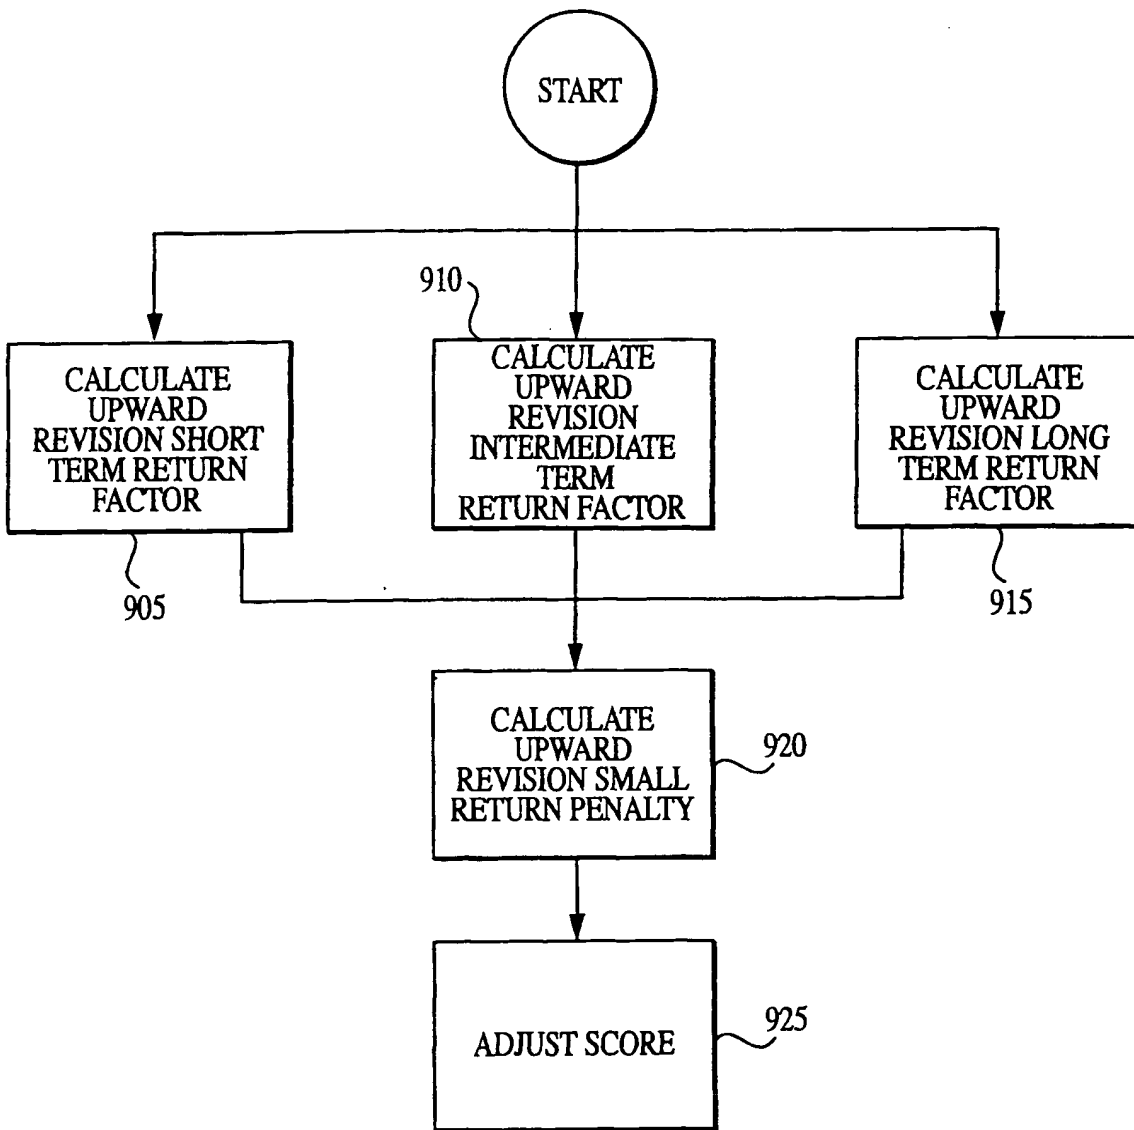 START
910
CALCULATE
UPWARD
REVISION SHORT
TERM RETURN
FACTOR
CALCULATE
UPWARD
REVISION
INTERMEDIATE
TERM
RETURN FACTOR
CALCULATE
UPWARD
REVISION LONG
TERM RETURN
FACTOR
905
915
CALCULATE
UPWARD
REVISION SMALL
RETURN PENALTY
920
ADJUST SCORE
925